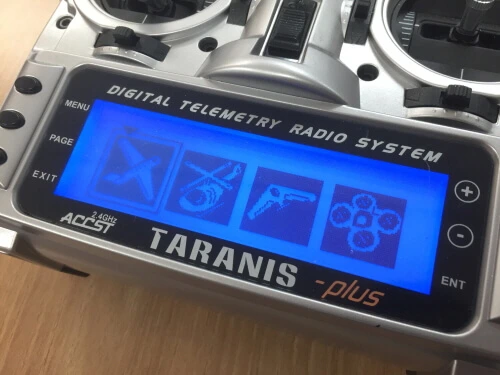 DIGITAL TELEMETRY RADIO SYSTEM
MENU
PAGE
EXIT
+
-
ENT
2.4GHz
ACCST
TARANIS -plus